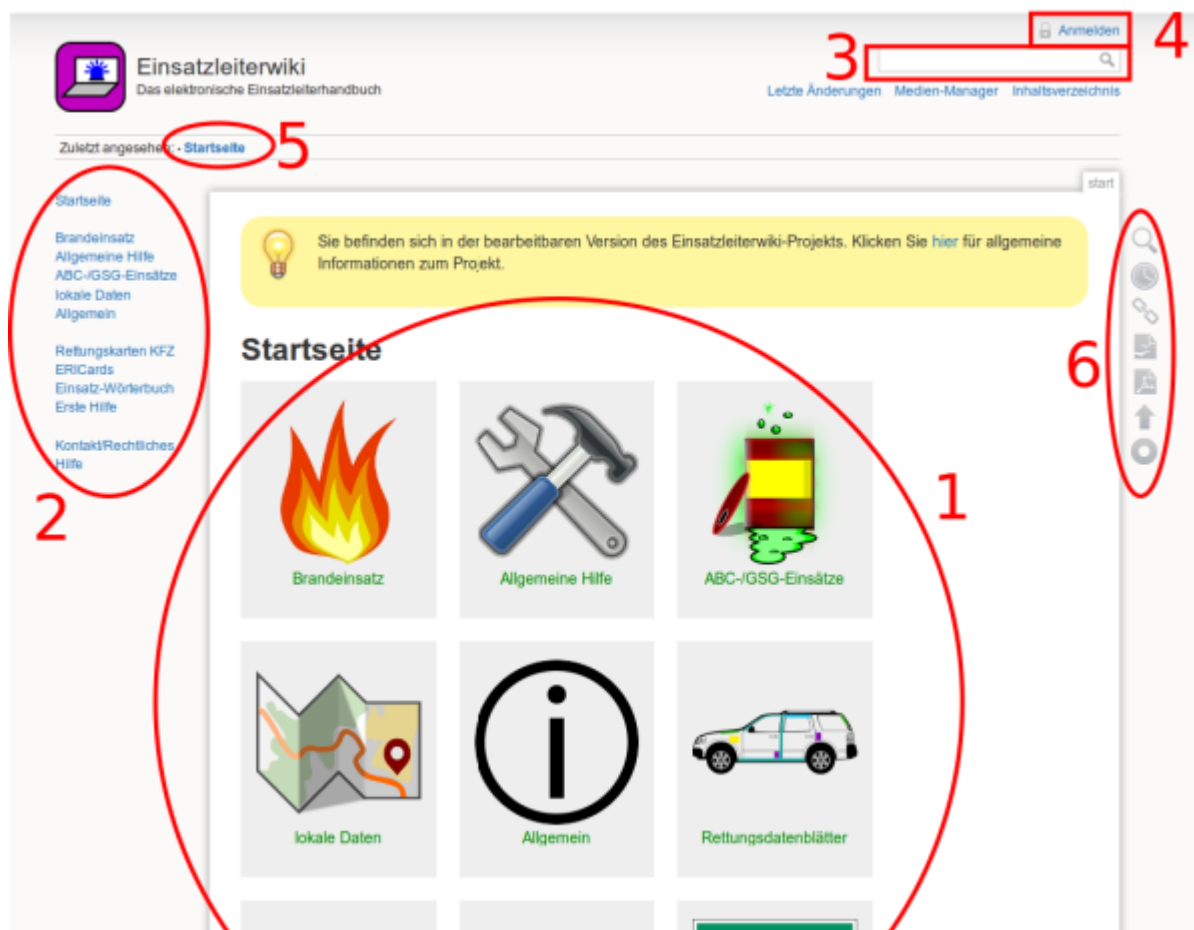 Anmelden
4
3
Einsatzleiterwiki
Das elektronische Einsatzleiterhandbuch
Letzte Änderungen Medien-Manager Inhaltsverzeichnis
Zuletzt angesehen: • Startseite
5
start
Startseite
Brandeinsatz
Allgemeine Hilfe
ABC-/GSG-Einsätze
lokale Daten
Allgemein
Rettungskarten KFZ
ERICards
Einsatz-Wörterbuch
Erste Hilfe
Kontakt/Rechtliches
Hilfe
2
Sie befinden sich in der bearbeitbaren Version des Einsatzleiterwiki-Projekts. Klicken Sie hier für allgemeine
Informationen zum Projekt.
Startseite
6
1
Brandeinsatz
Allgemeine Hilfe
ABC-/GSG-Einsätze
lokale Daten
Allgemein
Rettungsdatenblätter